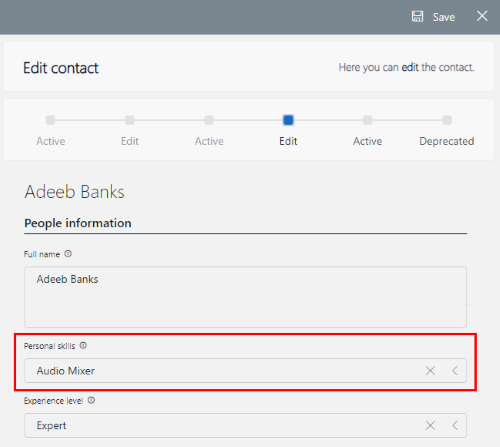 Save
Edit contact
Here you can edit the contact.
Active Edit Active Edit Active Deprecated
Adeeb Banks
People information
Full name
Adeeb Banks
Personal skills
Audio Mixer
Experience level
Expert